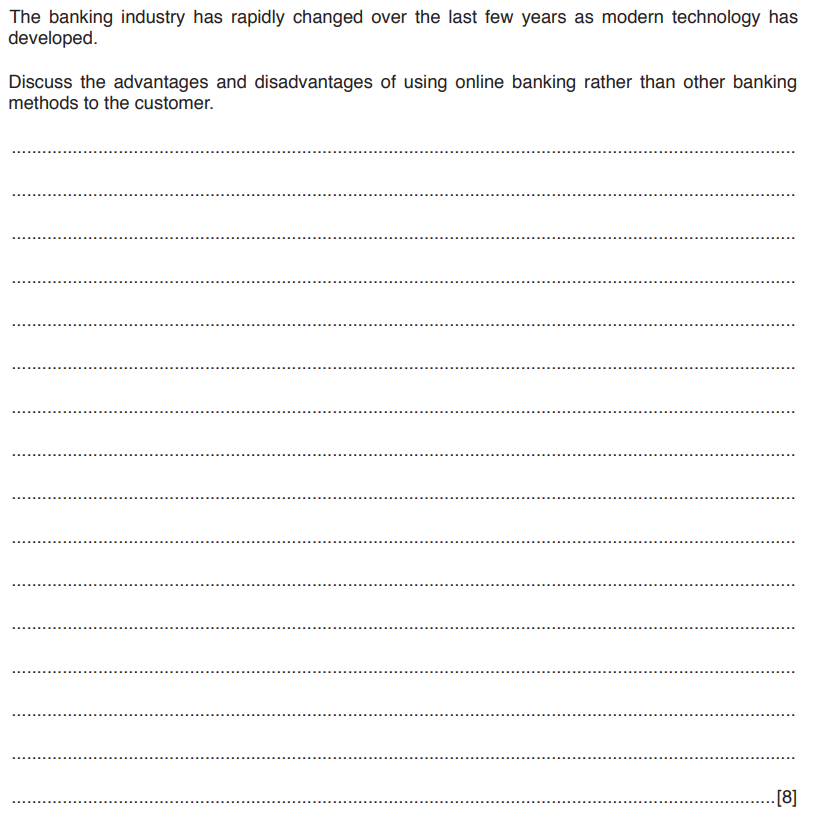 The banking industry has rapidly changed over the last few years as modern technology has
developed.
Discuss the advantages and disadvantages of using online banking rather than other banking
methods to the customer.
[8]